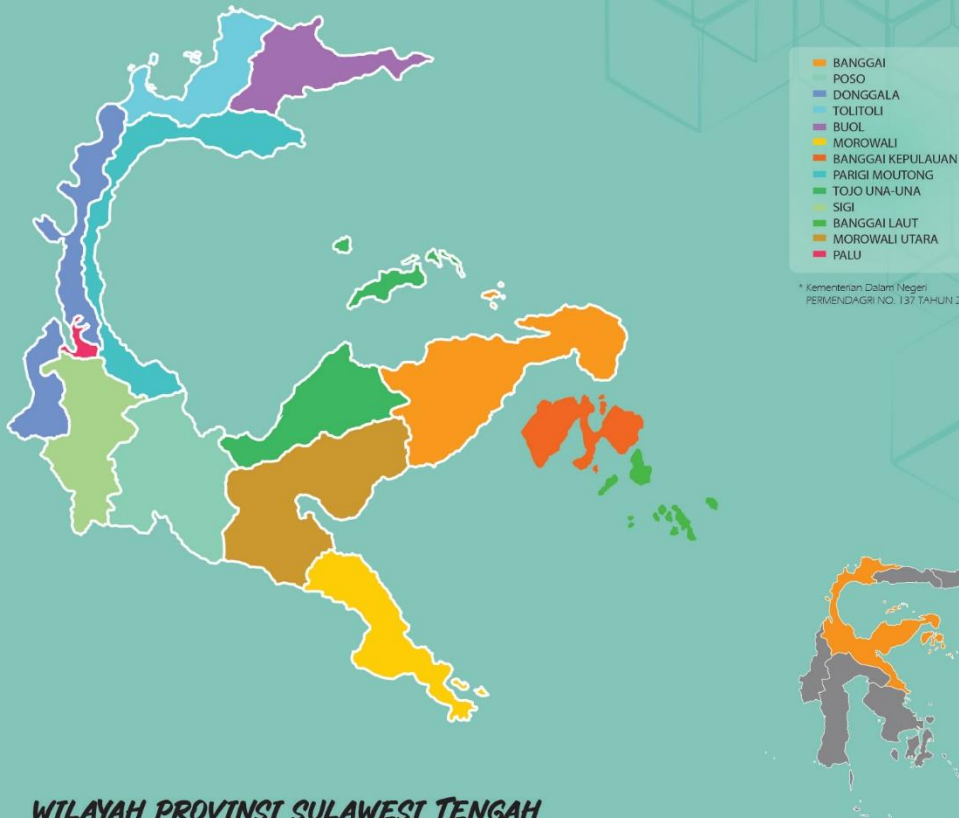 BANGGAI
POSO
DONGGALA
TOLITOLI
BUOL
MOROWALI
BANGGAI KEPULAUAN
PARIGI MOUTONG
TOJO UNA-UNA
SIGI
BANGGAI LAUT
MOROWALI UTARA
PALU
* Kementerian Dalam Negeri
PERMENDAGRI NO. 137 TAHUN 2
WILAYAH PROVINSI SULAWESI TENGAH